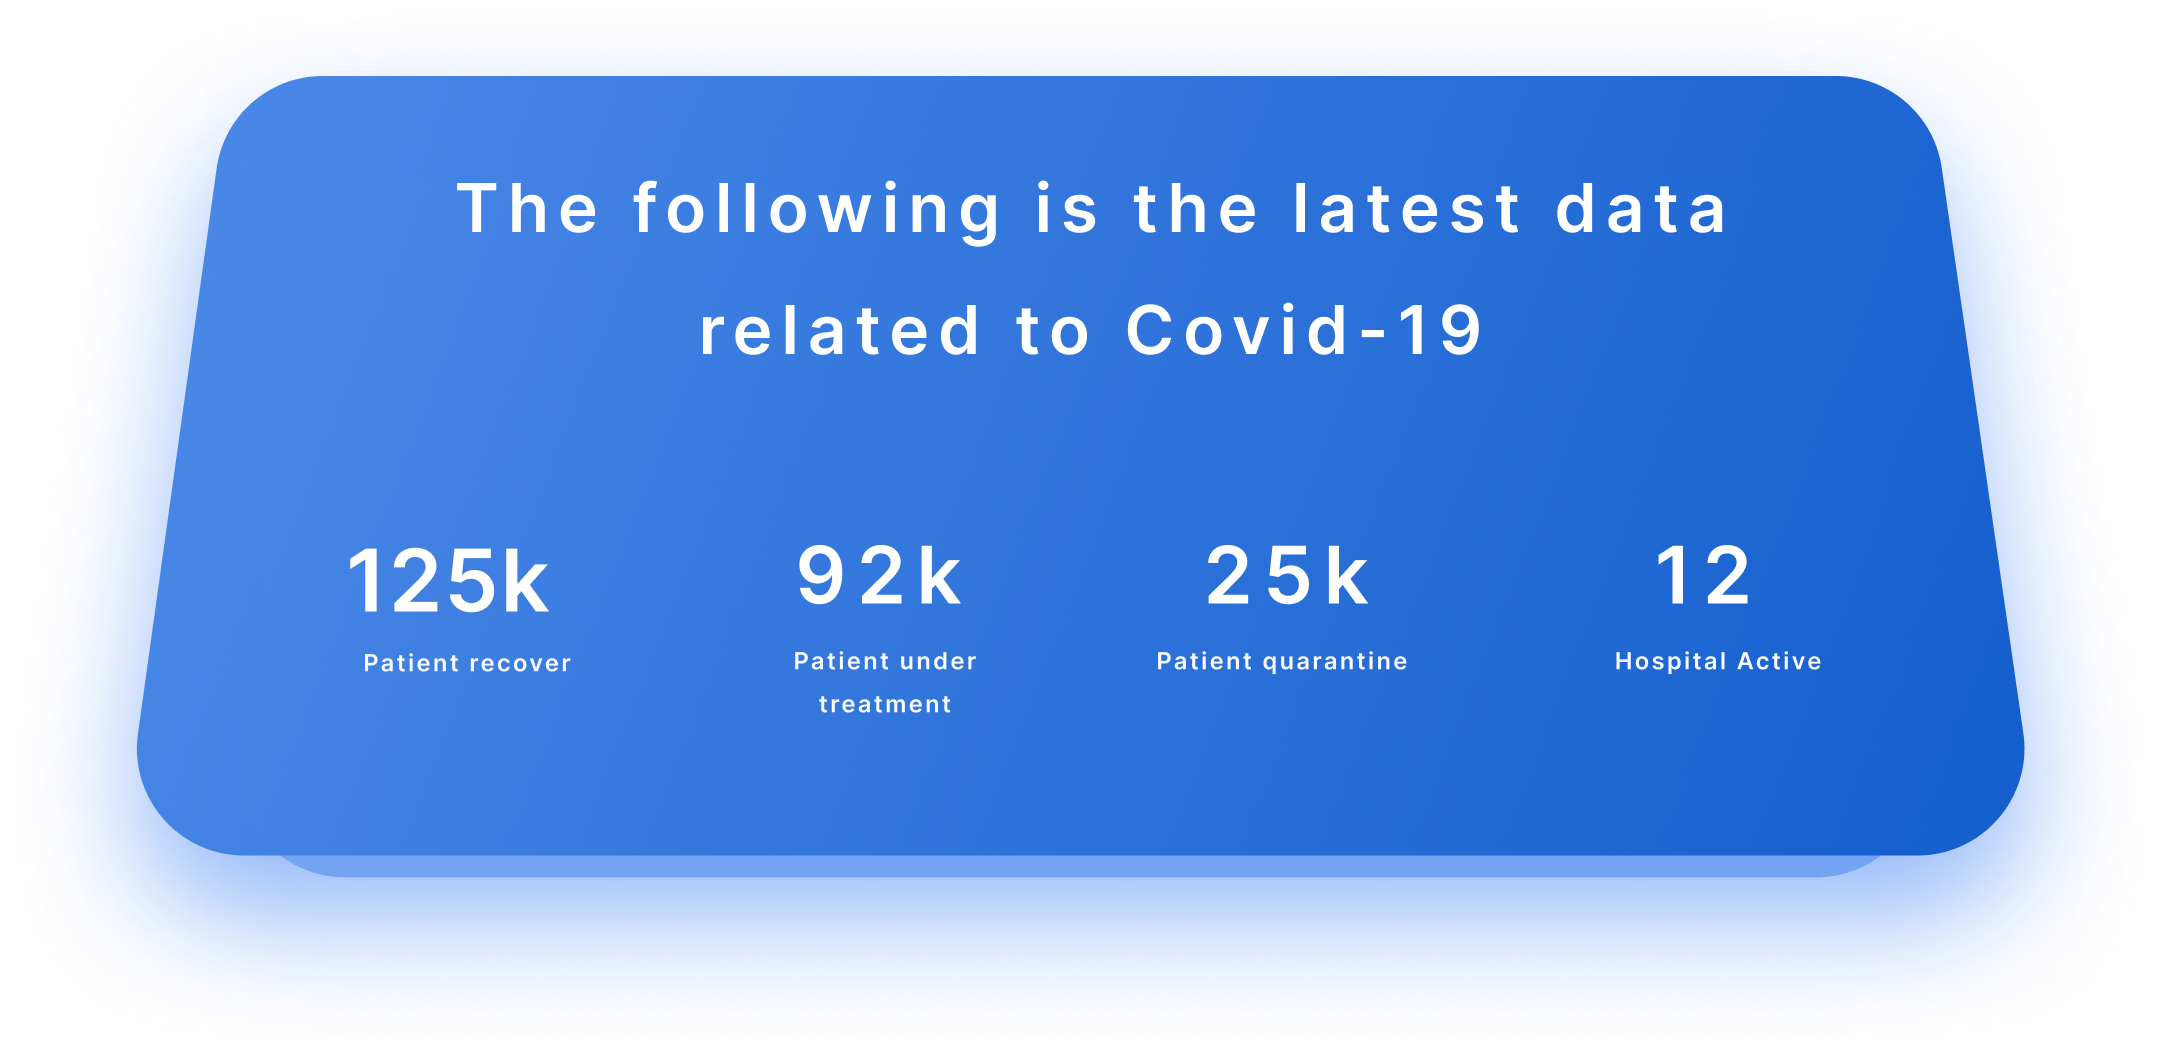 The following is the latest data
related to Covid-19
125k
Patient recover
92k
Patient under
treatment
25k
Patient quarantine
12
Hospital Active